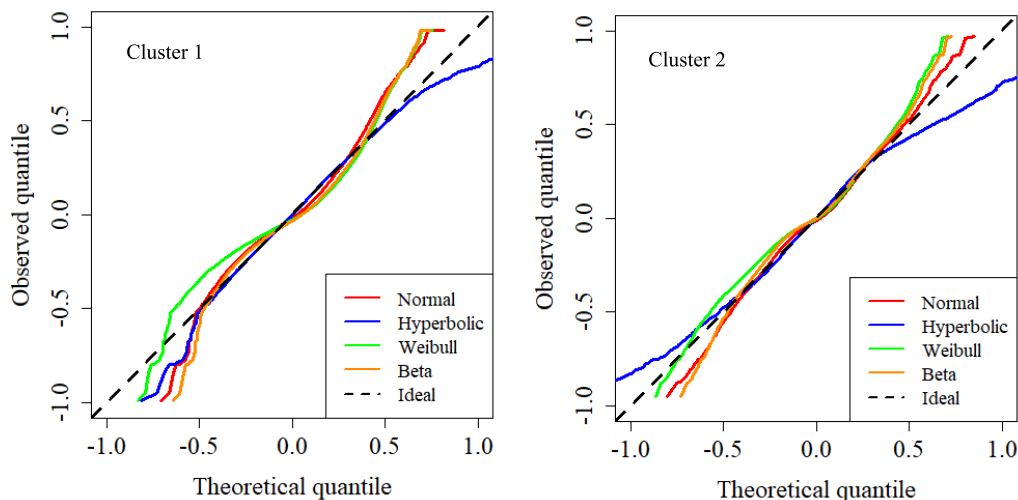 Cluster 1
Observed quantile
1.0
0.5
0.0
-0.5
-1.0
Normal
Hyperbolic
Weibull
Beta
Ideal
-1.0 -0.5 0.0 0.5 1.0
Theoretical quantile
Cluster 2
Observed quantile
1.0
0.5
0.0
-0.5
-1.0
Normal
Hyperbolic
Weibull
Beta
Ideal
-1.0 -0.5 0.0 0.5 1.0
Theoretical quantile